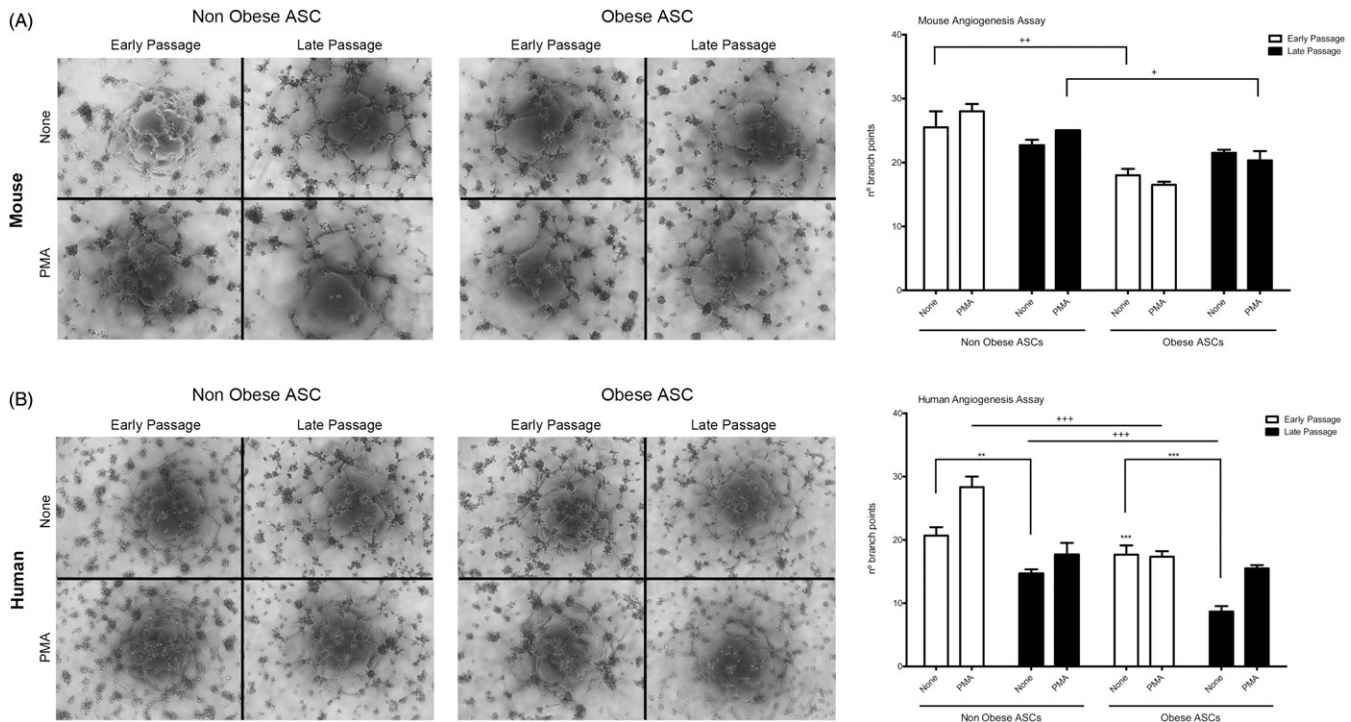 (A)
Non Obese ASC
Obese ASC
Early Passage
Late Passage
Early Passage
Late Passage
Mouse
None
PMA
Mouse Angiogenesis Assay
Early Passage
Late Passage
++
+
nº branch points
40
30
20
10
0
None
PMA
None
PMA
None
PMA
None
PMA
Non Obese ASCs
Obese ASCs
(B)
Non Obese ASC
Obese ASC
Early Passage
Late Passage
Early Passage
Late Passage
Human
None
PMA
Human Angiogenesis Assay
Early Passage
Late Passage
+++
+++
**
***
***
nº branch points
40
30
20
10
0
None
PMA
None
PMA
None
PMA
None
PMA
Non Obese ASCs
Obese ASCs